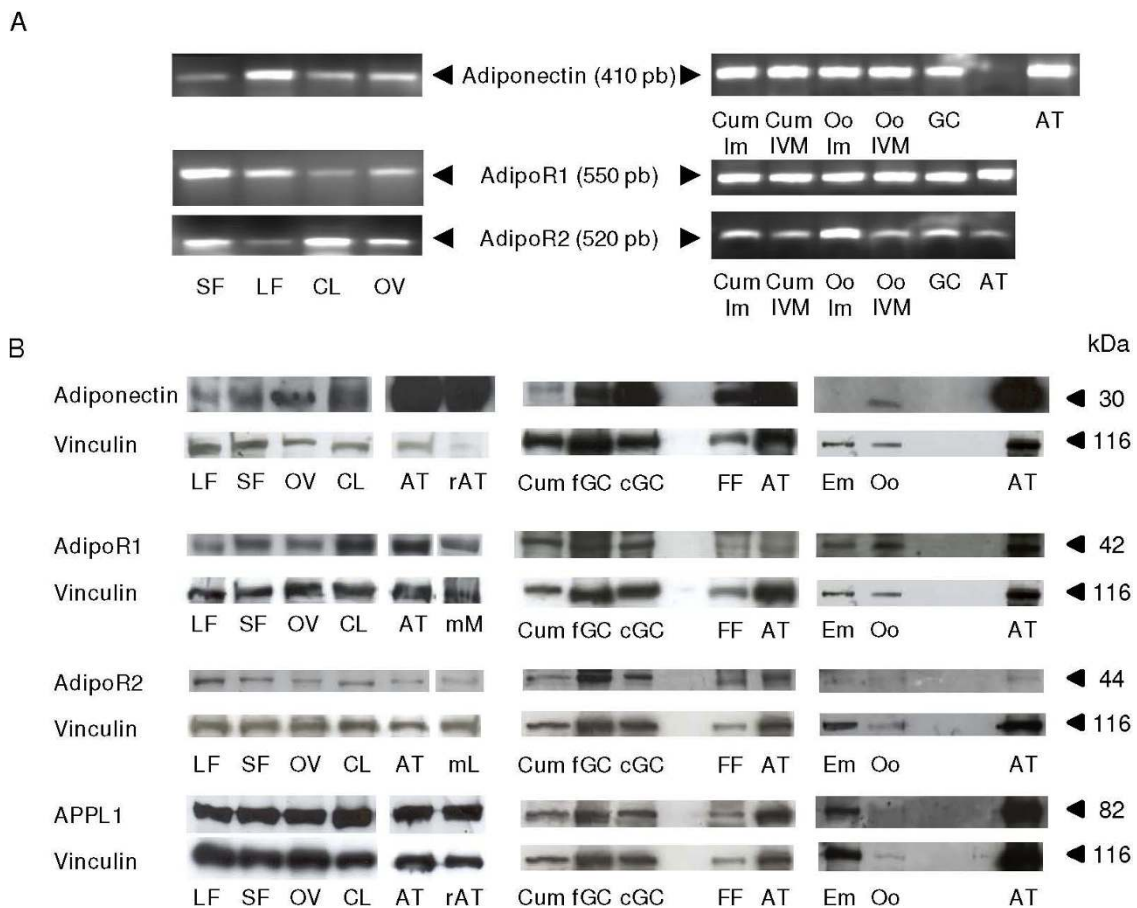 A
Adiponectin (410 pb)
Cum Cum Oo Oo GC AT
Im IVM Im IVM
AdipoR1 (550 pb)
AdipoR2 (520 pb)
SF LF CL OV
Cum Cum Oo Oo GC AT
Im IVM Im IVM
B
kDa
Adiponectin 30
Vinculin 116
LF SF OV CL AT rAT Cum fGC cGC FF AT Em Oo AT
AdipoR1 42
Vinculin 116
LF SF OV CL AT mM Cum fGC cGC FF AT Em Oo AT
AdipoR2 44
Vinculin 116
LF SF OV CL AT mL Cum fGC cGC FF AT Em Oo AT
APPL1 82
Vinculin 116
LF SF OV CL AT rAT Cum fGC cGC FF AT Em Oo AT